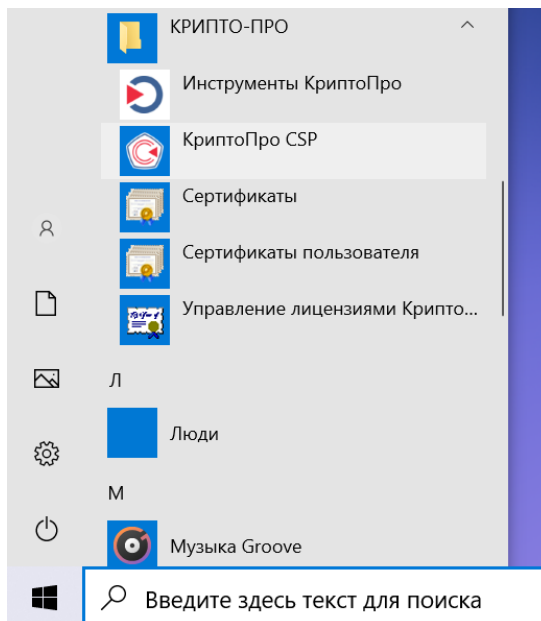 КРИПТО-ПРО
Инструменты КриптоПро
КриптоПро CSP
Сертификаты
Сертификаты пользователя
Управление лицензиями Крипто...
Л
Люди
М
Музыка Groove
Введите здесь текст для поиска